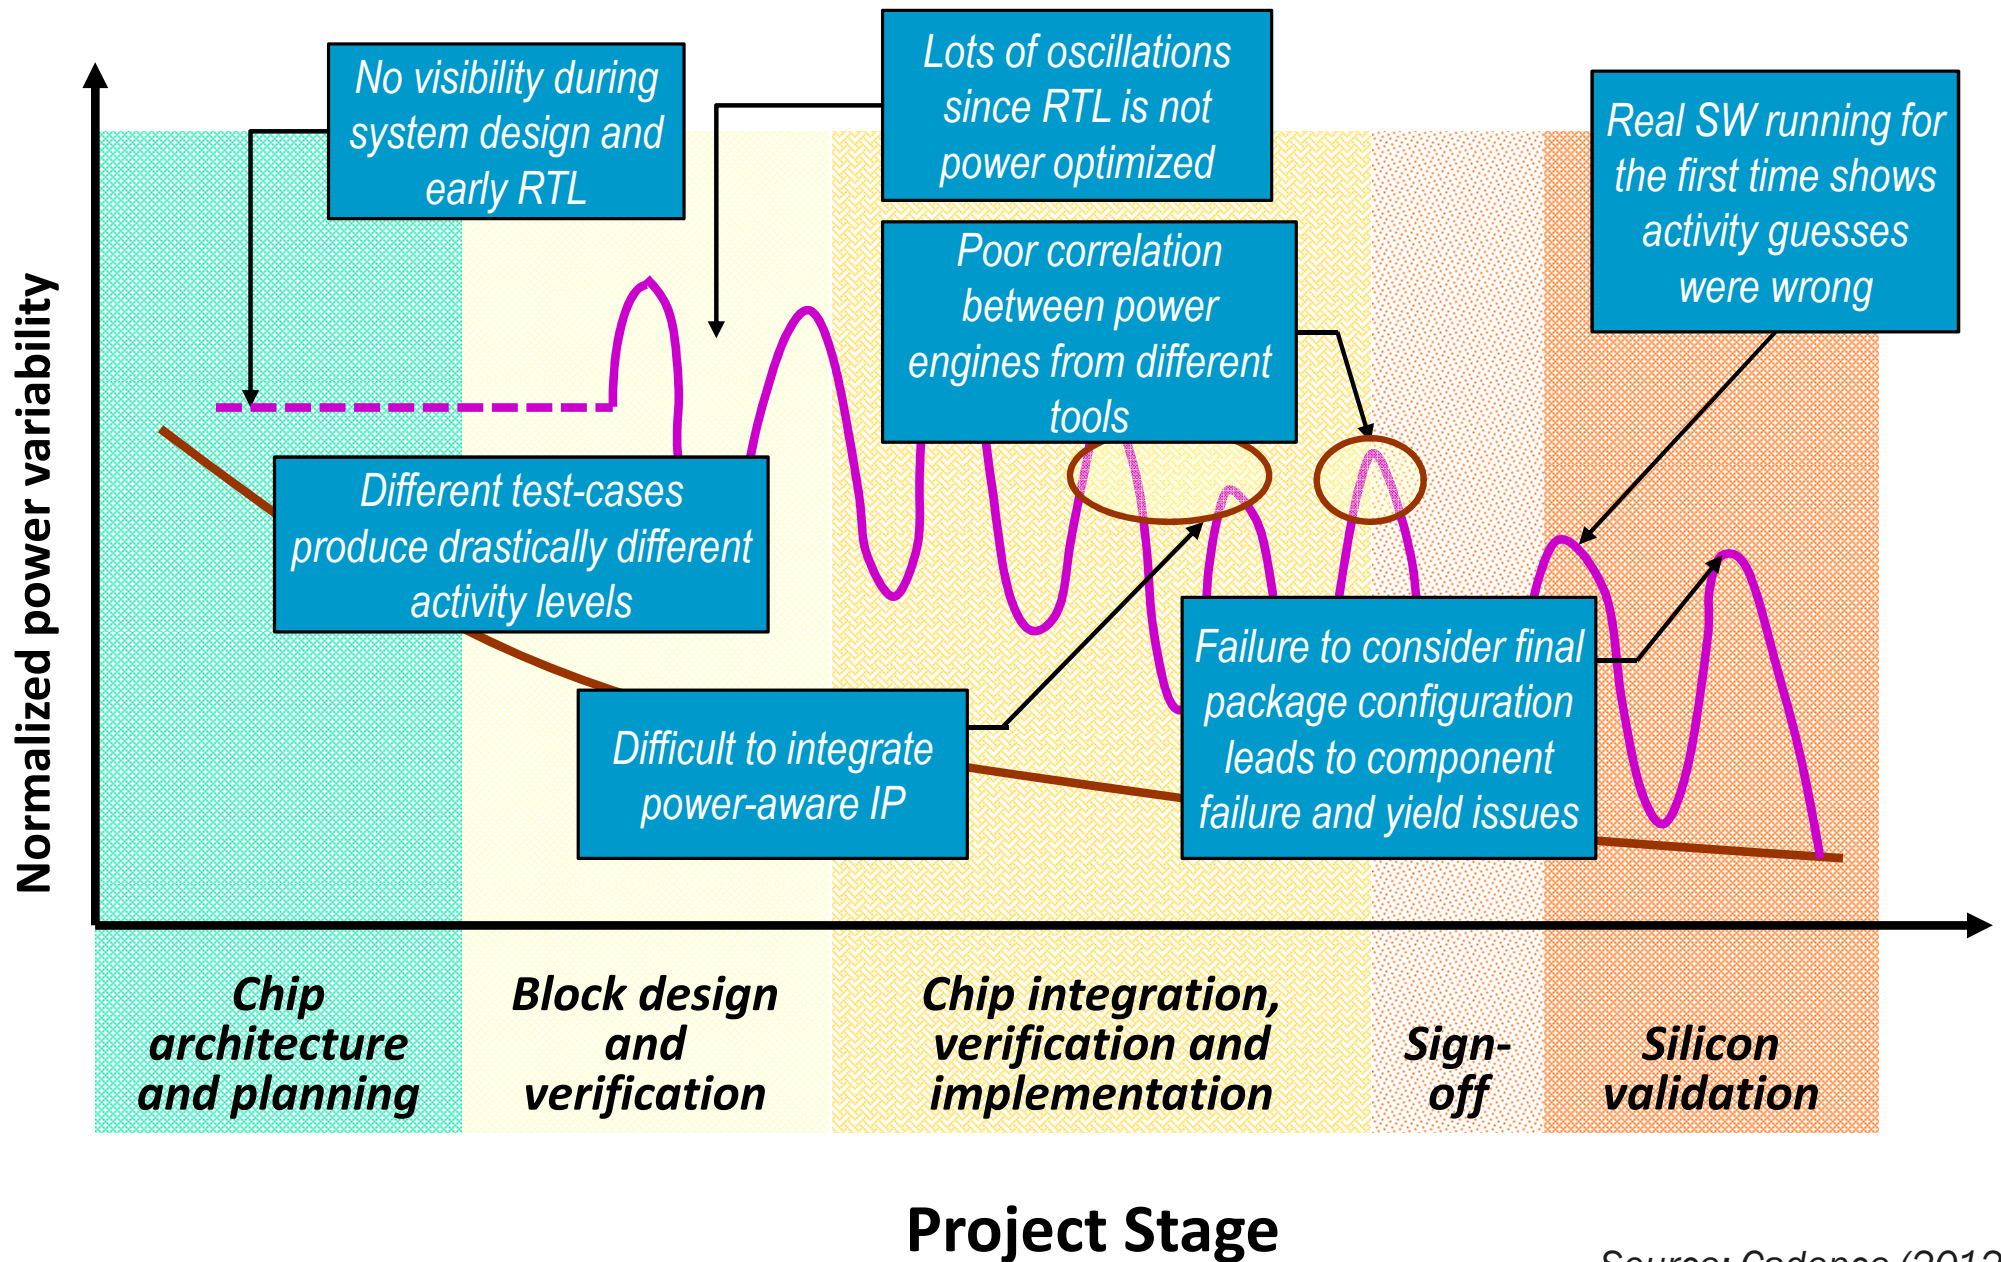 No visibility during
system design and
early RTL
Lots of oscillations
since RTL is not
power optimized
Real SW running for
the first time shows
activity guesses
were wrong
Poor correlation
between power
engines from different
tools
Different test-cases
produce drastically different
activity levels
Difficult to integrate
power-aware IP
Failure to consider final
package configuration
leads to component
failure and yield issues
Normalized power variability
Chip
architecture
and planning
Block design
and
verification
Chip integration,
verification and
implementation
Sign-
off
Silicon
validation
Project Stage
Source: Cadence (2012